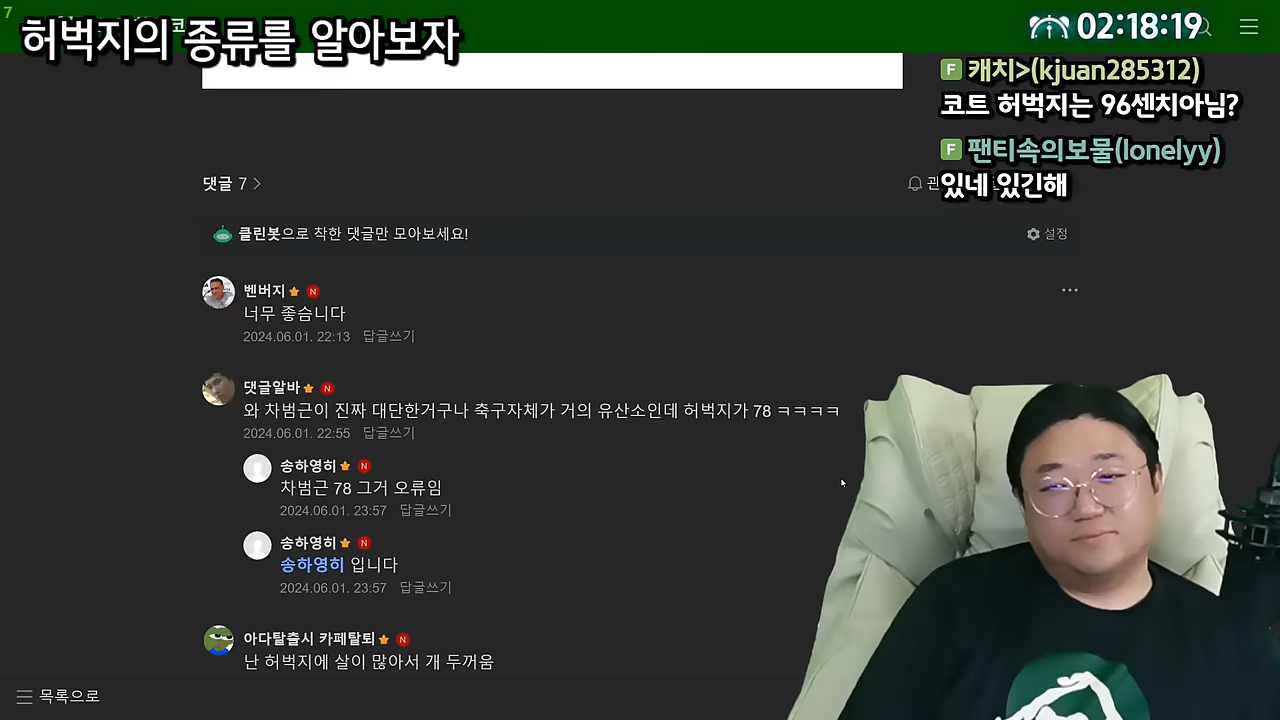 7
허벅지의 종류를 알아보자
02:18:19
F 캐치>(kjuan285312)
코트 허벅지는 96센치아님?
F 팬티속의보물(lonelyy)
있네 있긴해
댓글 7
클린봇으로 착한 댓글만 모아보세요!
설정
벤버지 N
너무 좋슴니다
2024.06.01. 22:13 답글쓰기
댓글알바 N
와 차범근이 진짜 대단한거구나 축구자체가 거의 유산소인데 허벅지가 78 ㅋㅋㅋㅋ
2024.06.01. 22:55 답글쓰기
송하영히 N
차범근 78 그거 오류임
2024.06.01. 23:57 답글쓰기
송하영히 N
송하영히 입니다
2024.06.01. 23:57 답글쓰기
아다탈출시 카페탈퇴 N
난 허벅지에 살이 많아서 개 두꺼움
목록으로